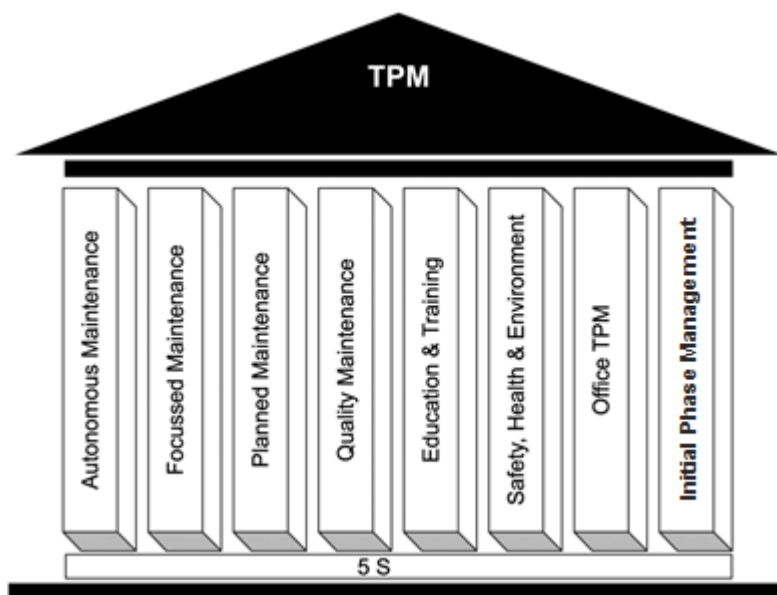 TPM
Autonomous Maintenance
Focussed Maintenance
Planned Maintenance
Quality Maintenance
Education & Training
Safety, Health & Environment
Office TPM
Initial Phase Management
5 S